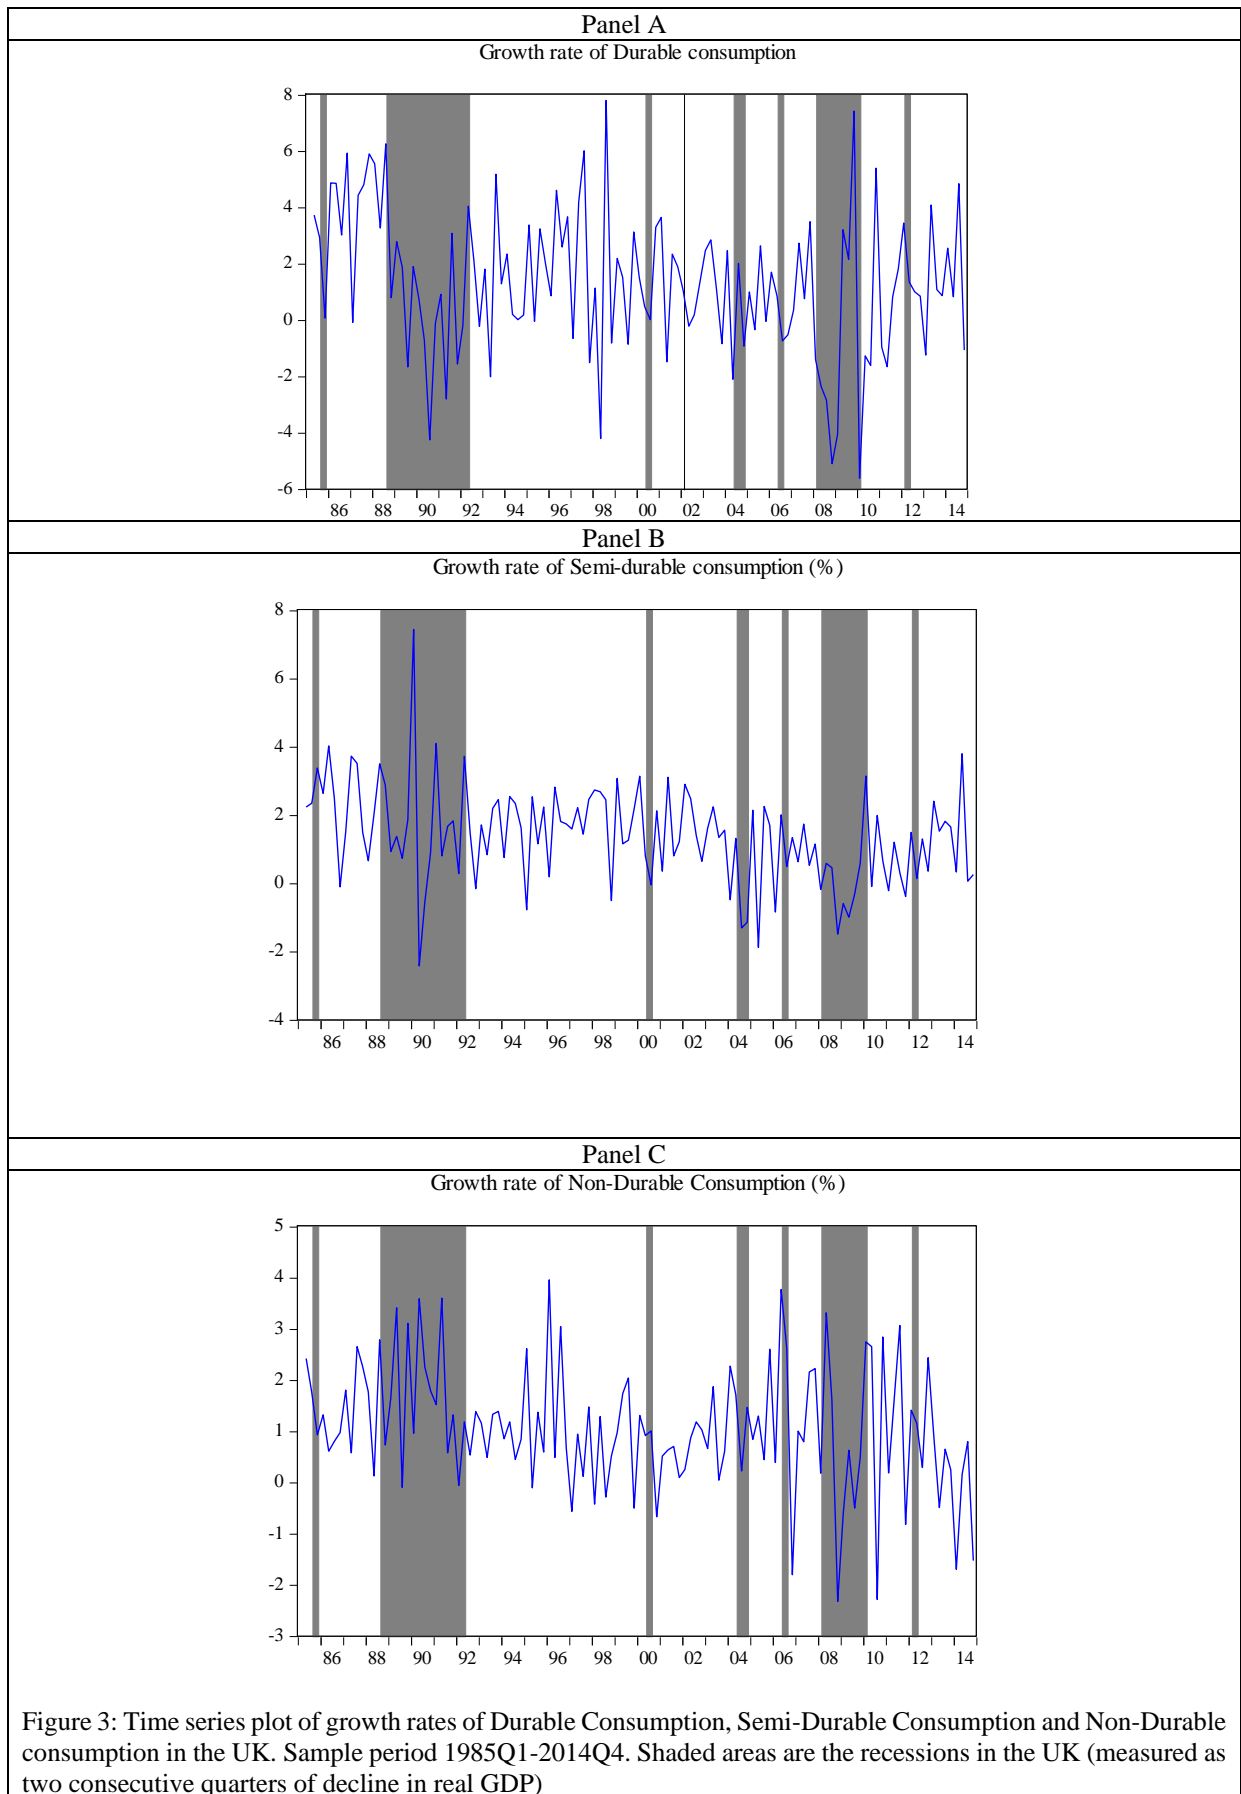 Panel A
Growth rate of Durable consumption
8
6
4
2
0
-2
-4
-6
86 88 90 92 94 96 98 00 02 04 06 08 10 12 14
Panel B
Growth rate of Semi-durable consumption (%)
8
6
4
2
0
-2
-4
86 88 90 92 94 96 98 00 02 04 06 08 10 12 14
Panel C
Growth rate of Non-Durable Consumption (%)
5
4
3
2
1
0
-1
-2
-3
86 88 90 92 94 96 98 00 02 04 06 08 10 12 14
Figure 3: Time series plot of growth rates of Durable Consumption, Semi-Durable Consumption and Non-Durable
consumption in the UK. Sample period 1985Q1-2014Q4. Shaded areas are the recessions in the UK (measured as
two consecutive quarters of decline in real GDP)